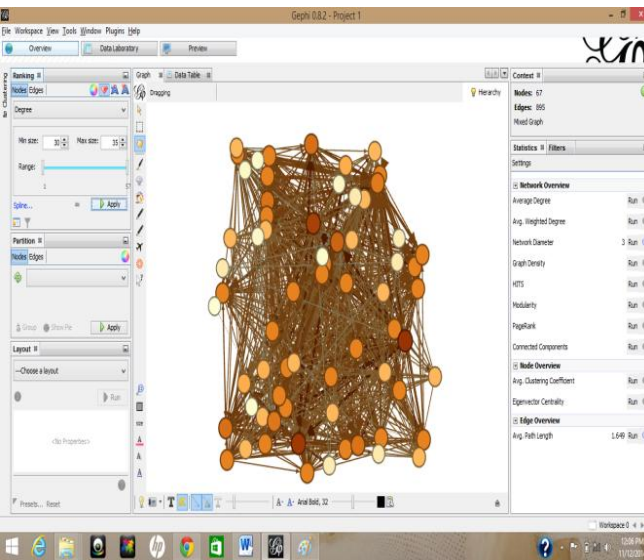 Gephi 0.8.2 - Project 1
File Workspace View Tools Window Plugins Help
Overview Data Laboratory Preview
Clustering
Ranking
Nodes Edges
Degree
Min size: 30 Max size: 35
Range:
1
Spline... Apply
Partition
Nodes Edges
Group Show Pie Apply
Layout
---Choose a layout
Run
<No Properties>
Presets... Reset
Graph Data Table
Dragging Hierarchy
A- A- Arial Bold, 32
Context
Nodes: 67
Edges: 895
Mixed Graph
Statistics Filters
Settings
Network Overview
Average Degree Run
Avg. Weighted Degree Run
Network Diameter 3 Run
Graph Density Run
HITS Run
Modularity Run
PageRank Run
Connected Components Run
Node Overview
Avg. Clustering Coefficient Run
Eigenvector Centrality Run
Edge Overview
Avg. Path Length 1.649 Run
Workspace 0
12:06 PM